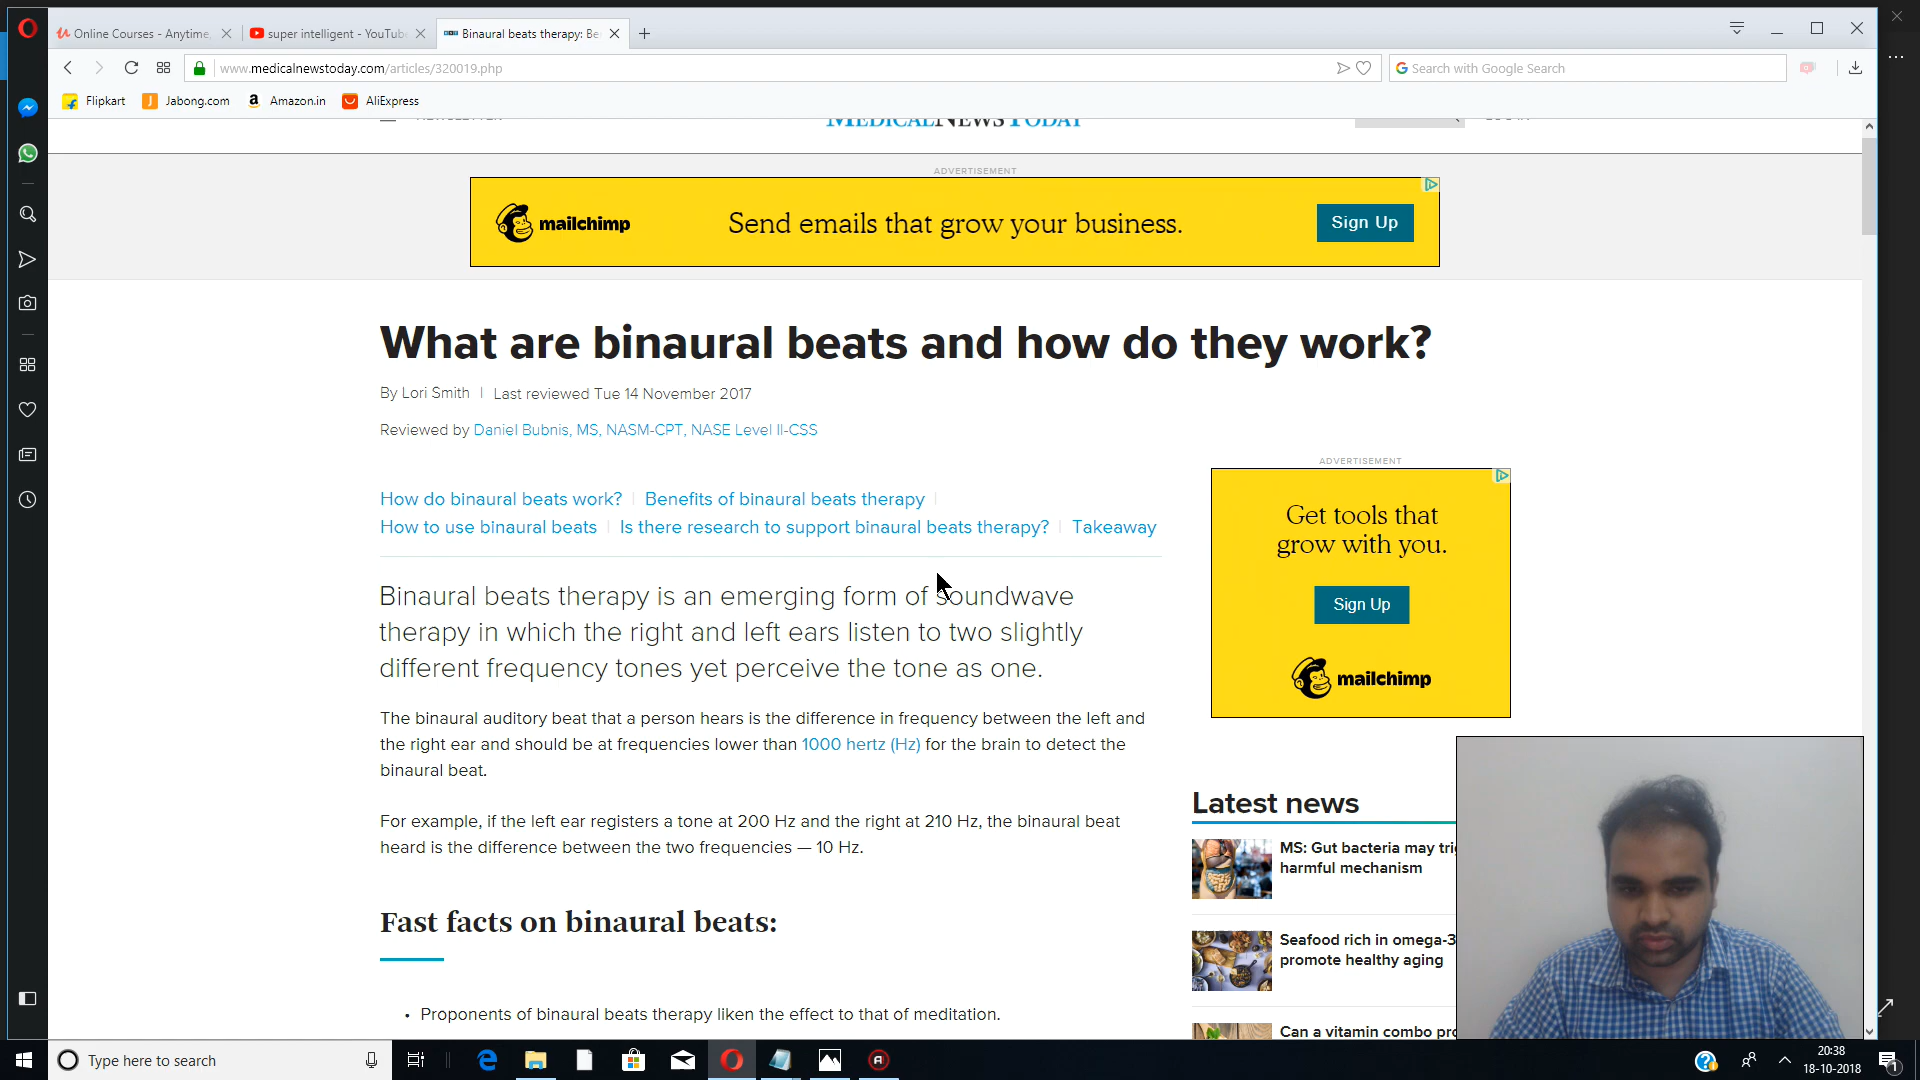 Online Courses - Anytime,
super intelligent - YouTube
Binaural beats therapy: Be
www.medicalnewstoday.com/articles/320019.php
Search with Google Search
Flipkart
Jabong.com
Amazon.in
AliExpress
NEWSLETTER
MEDICALNEWSTODAY
LOG IN
ADVERTISEMENT
mailchimp
Send emails that grow your business.
Sign Up
What are binaural beats and how do they work?
By Lori Smith | Last reviewed Tue 14 November 2017
Reviewed by Daniel Bubnis, MS, NASM-CPT, NASE Level II-CSS
How do binaural beats work? | Benefits of binaural beats therapy |
How to use binaural beats | Is there research to support binaural beats therapy? | Takeaway
Binaural beats therapy is an emerging form of soundwave
therapy in which the right and left ears listen to two slightly
different frequency tones yet perceive the tone as one.
The binaural auditory beat that a person hears is the difference in frequency between the left and
the right ear and should be at frequencies lower than 1000 hertz (Hz) for the brain to detect the
binaural beat.
For example, if the left ear registers a tone at 200 Hz and the right at 210 Hz, the binaural beat
heard is the difference between the two frequencies — 10 Hz.
Fast facts on binaural beats:
• Proponents of binaural beats therapy liken the effect to that of meditation.
ADVERTISEMENT
Get tools that
grow with you.
Sign Up
mailchimp
Latest news
MS: Gut bacteria may tri
harmful mechanism
Seafood rich in omega-3
promote healthy aging
Can a vitamin combo pr
Type here to search
20:38
18-10-2018
1